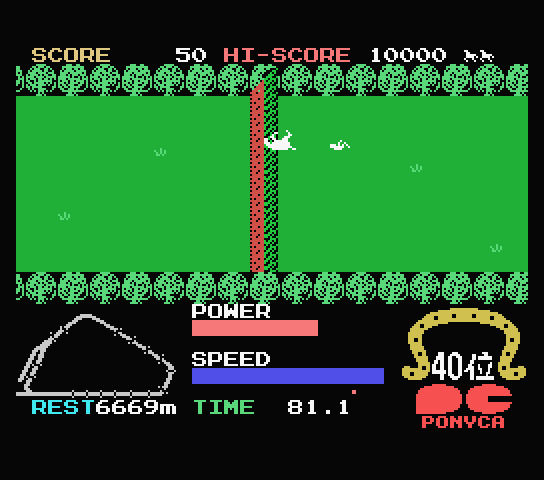 SCORE 50 HI-SCORE 10000
POWER
SPEED
40位
REST6669m TIME 81.1
PONYCA